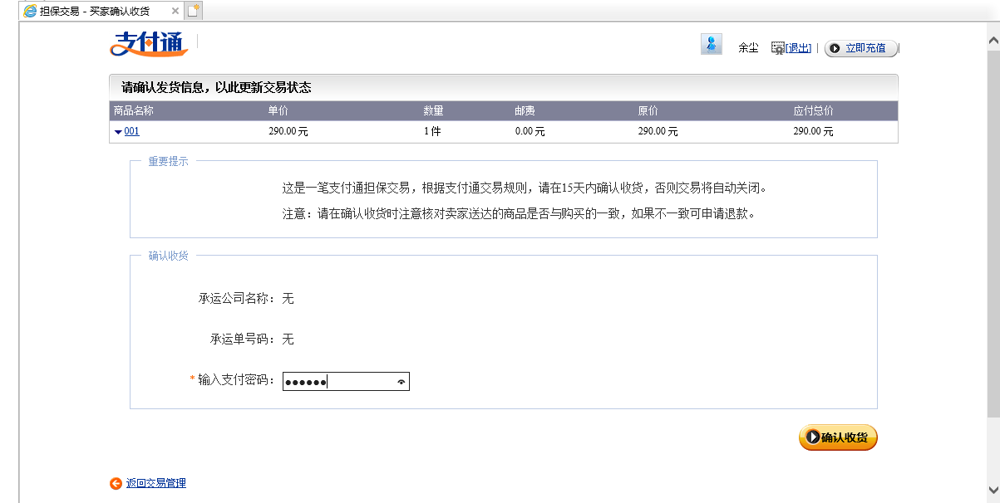 担保交易 - 买家确认收货
支付通
余尘 [退出] | 立即充值
请确认发货信息，以此更新交易状态
商品名称 单价 数量 邮费 原价 应付总价
001 290.00元 1件 0.00元 290.00元 290.00元
重要提示
这是一笔支付通担保交易，根据支付通交易规则，请在15天内确认收货，否则交易将自动关闭。
注意：请在确认收货时注意核对卖家送达的商品是否与购买的一致，如果不一致可申请退款。
确认收货
承运公司名称：无
承运单号码：无
*输入支付密码：●●●●●●
确认收货
返回交易管理